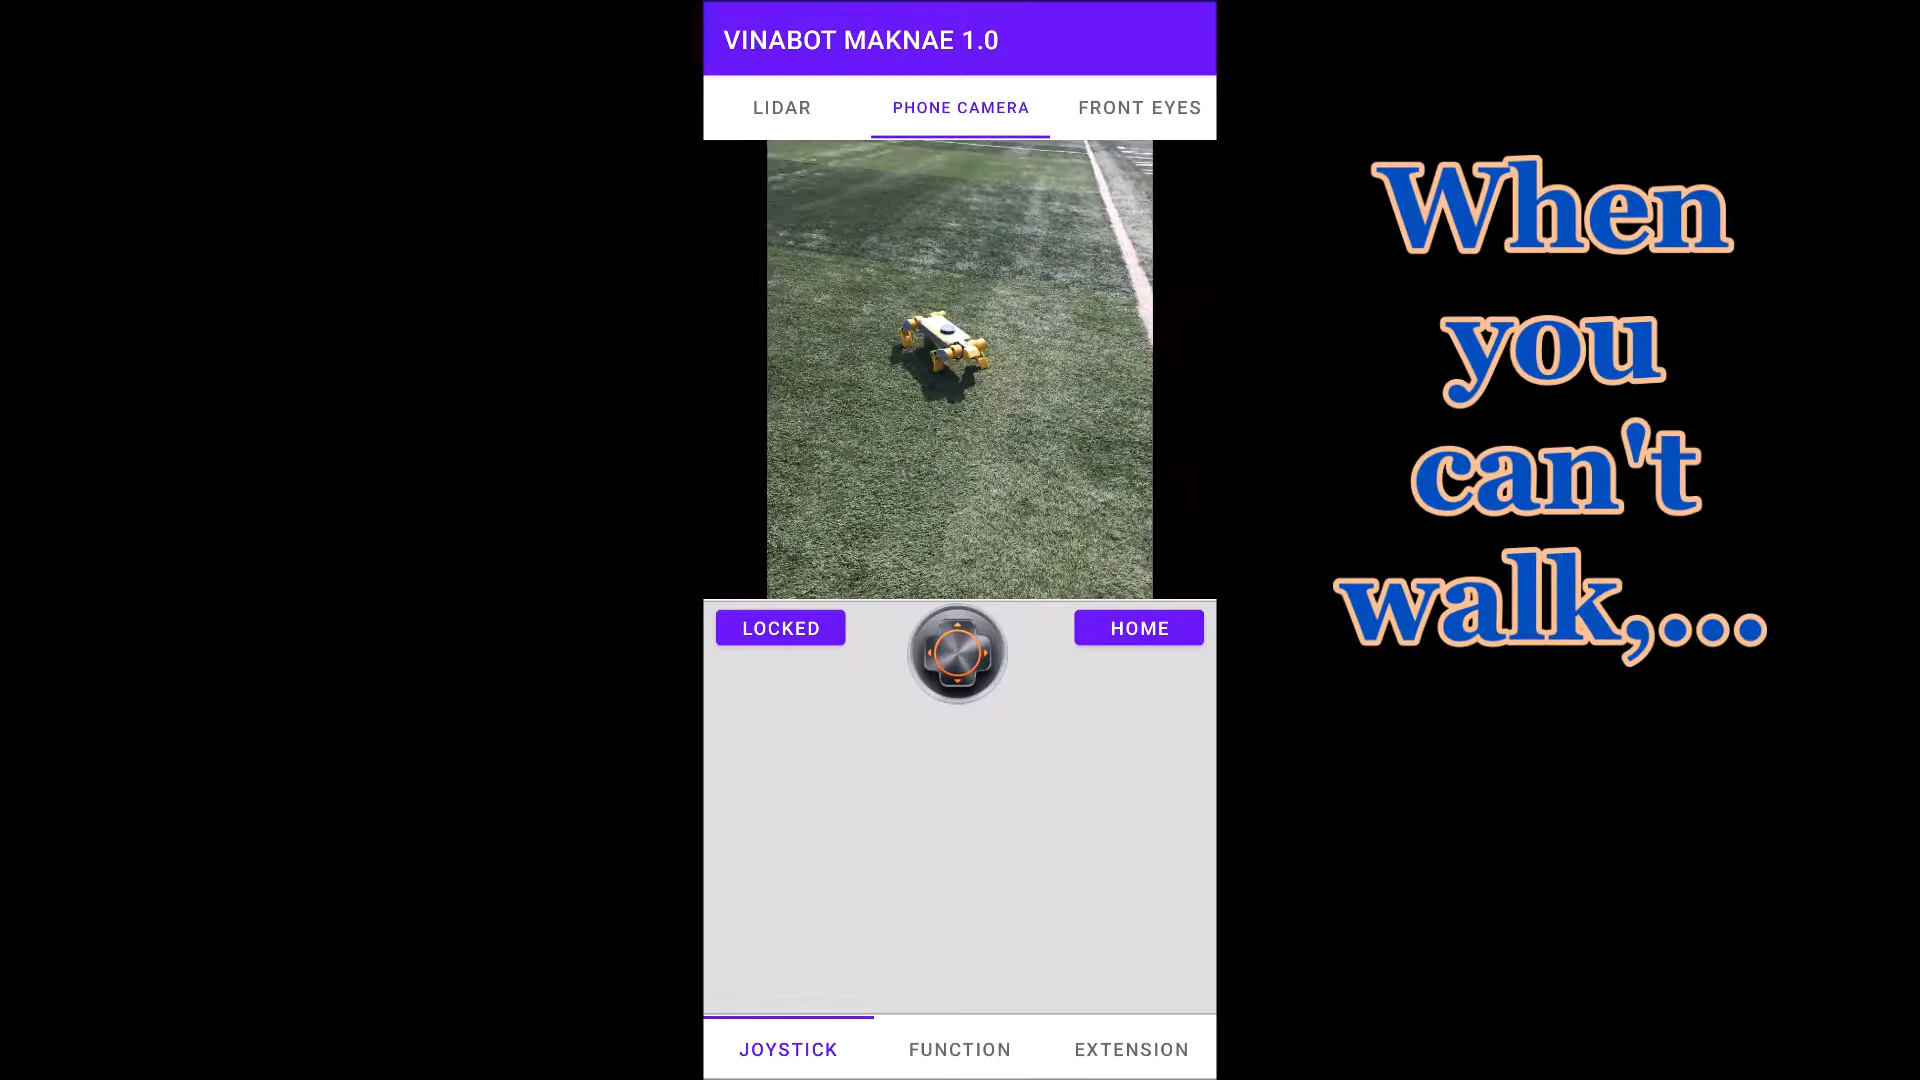 VINABOT MAKNAE 1.0
LIDAR
PHONE CAMERA
FRONT EYES
When
you
can't
walk,...
LOCKED
HOME
JOYSTICK
FUNCTION
EXTENSION